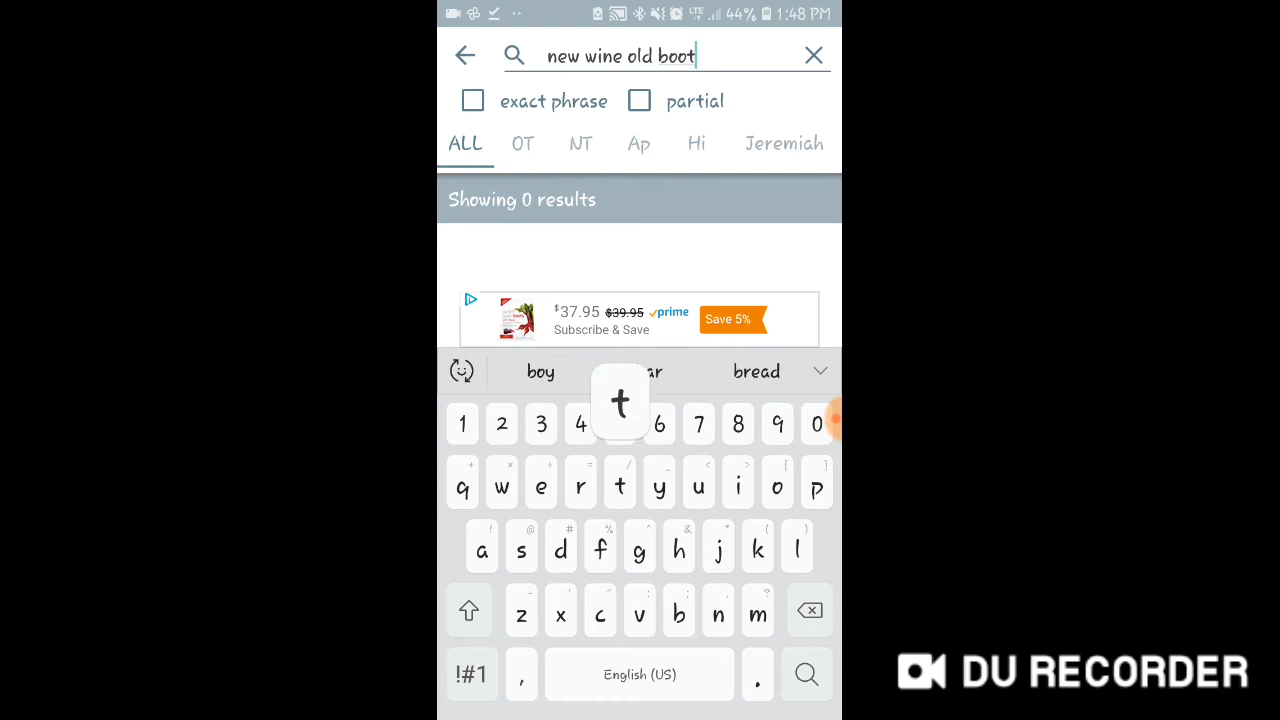 LTE 44% 1:48 PM
new wine old boot
exact phrase partial
ALL OT NT Ap Hi Jeremiah
Showing 0 results
$37.95 $39.95 prime
Subscribe & Save
Save 5%
boy ar bread
t
1 2 3 4 6 7 8 9 0
+ × ÷ = / _ < > [ ]
q w e r t y u i o p
! @ # % ^ & * ( )
a s d f g h j k l
- ' " : ; , ?
z x c v b n m
!#1 , English (US) .
DU RECORDER